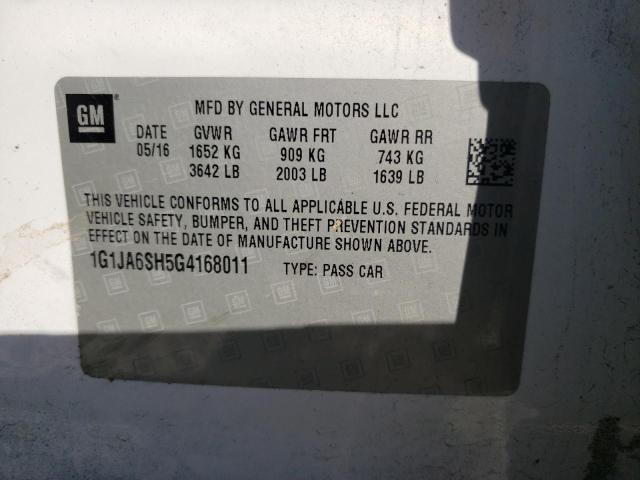 GM
MFD BY GENERAL MOTORS LLC
DATE GVWR GAWR FRT GAWR RR
05/16 1652 KG 909 KG 743 KG
3642 LB 2003 LB 1639 LB
THIS VEHICLE CONFORMS TO ALL APPLICABLE U.S. FEDERAL MOTOR
VEHICLE SAFETY, BUMPER, AND THEFT PREVENTION STANDARDS IN
EFFECT ON THE DATE OF MANUFACTURE SHOWN ABOVE.
1G1JA6SH5G4168011 TYPE: PASS CAR